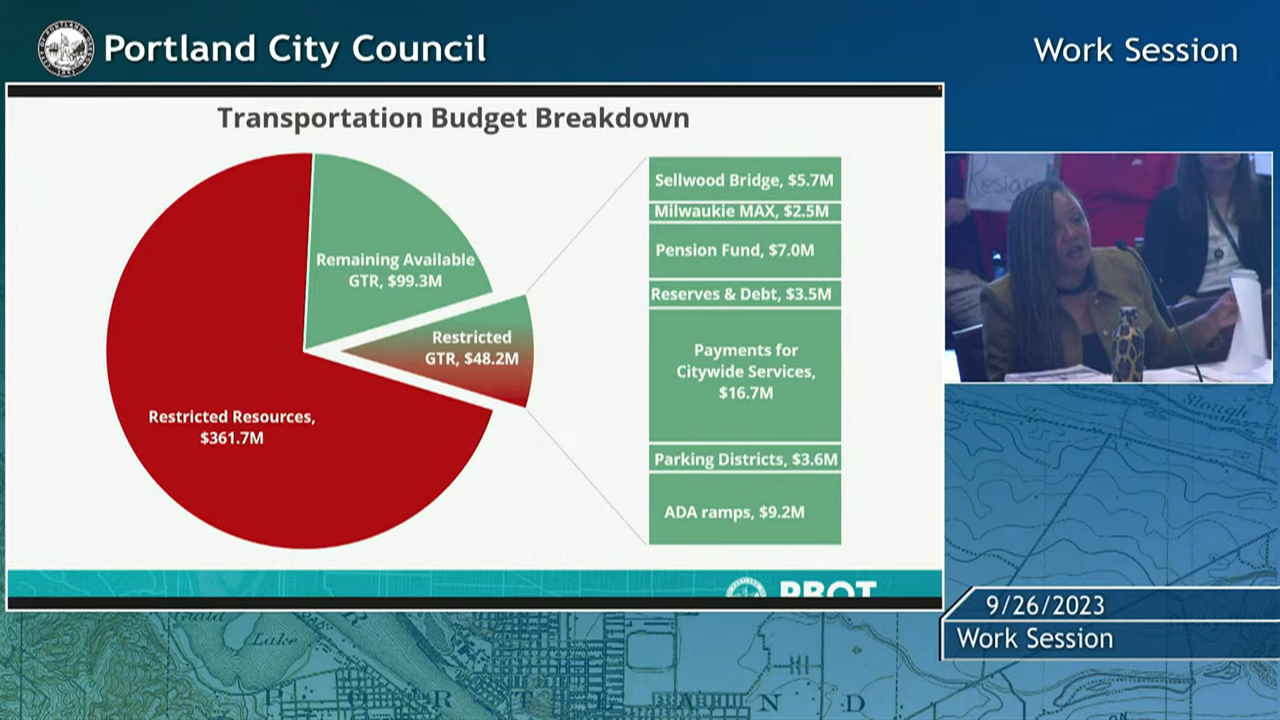 Portland City Council
Work Session
Transportation Budget Breakdown
Remaining Available
GTR, $99.3M
Restricted
GTR, $48.2M
Restricted Resources,
$361.7M
Sellwood Bridge, $5.7M
Milwaukie MAX, $2.5M
Pension Fund, $7.0M
Reserves & Debt, $3.5M
Payments for
Citywide Services,
$16.7M
Parking Districts, $3.6M
ADA ramps, $9.2M
PBOT
9/26/2023
Work Session
Slough
Guild
Lake
P O R T L A N D